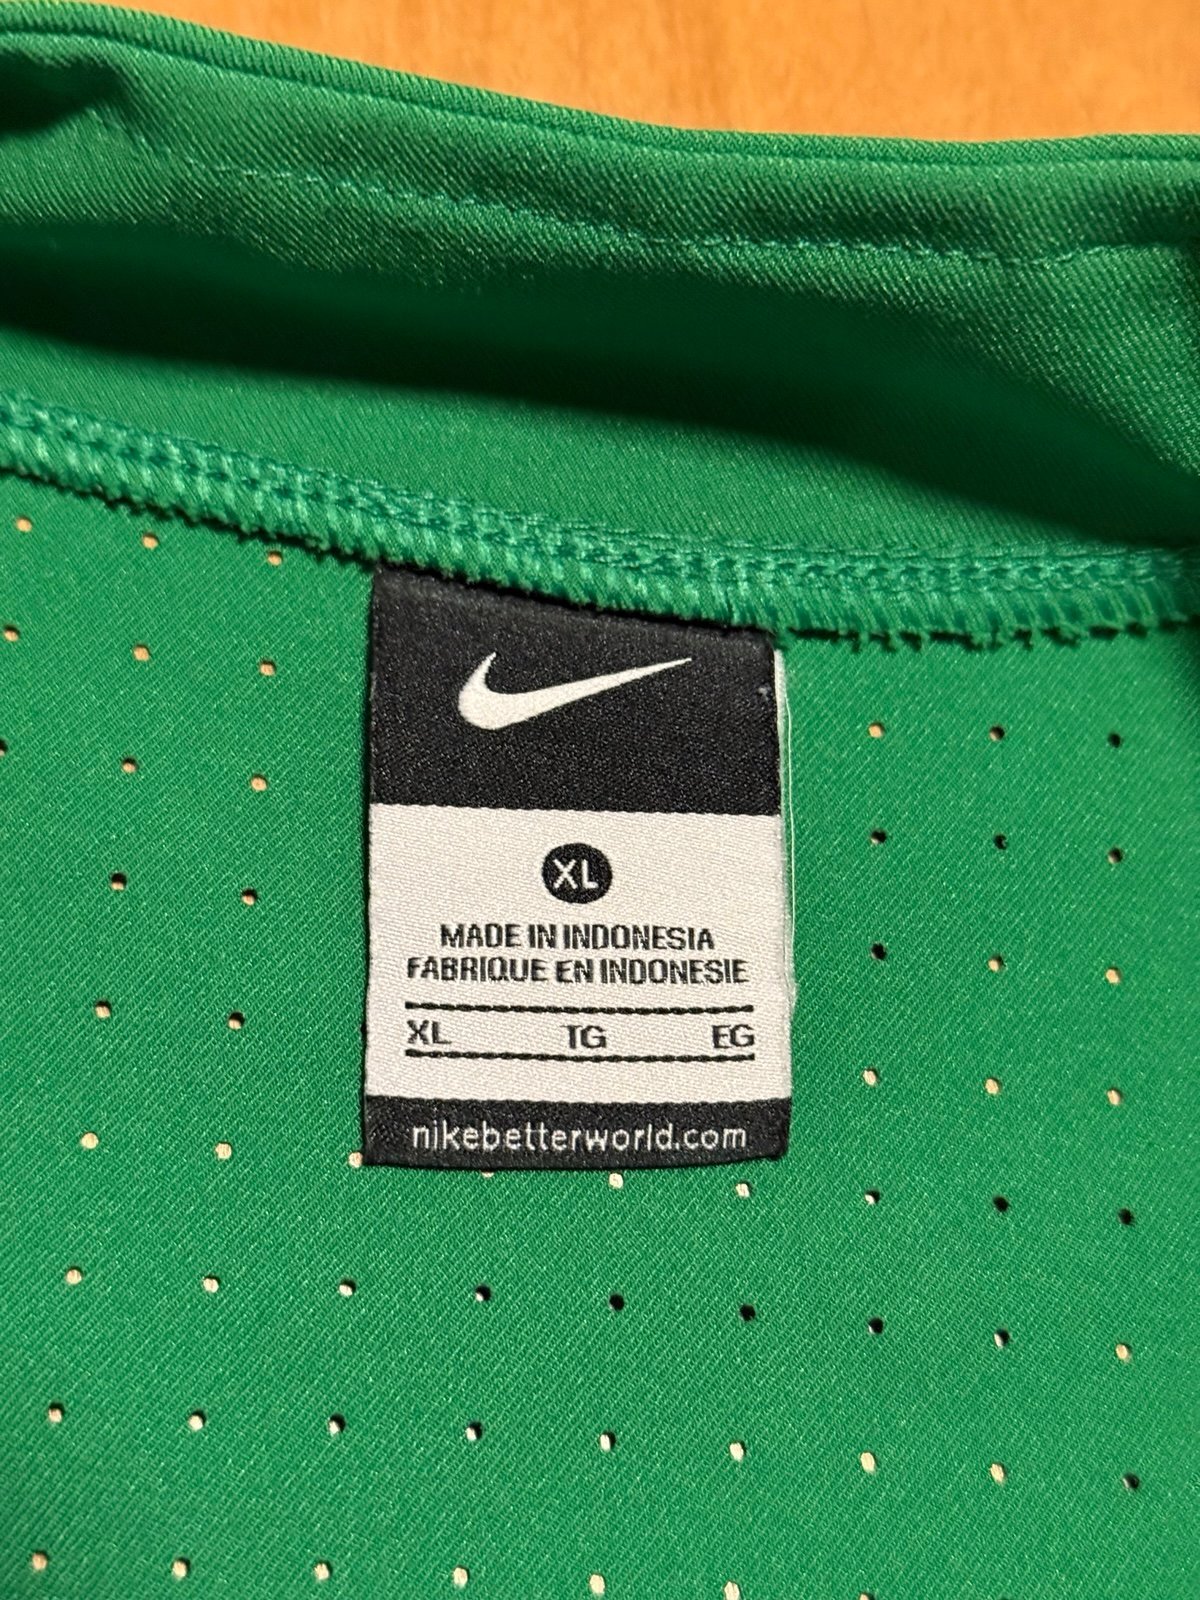 XL
MADE IN INDONESIA
FABRIQUE EN INDONESIE
XL TG EG
nikebetterworld.com